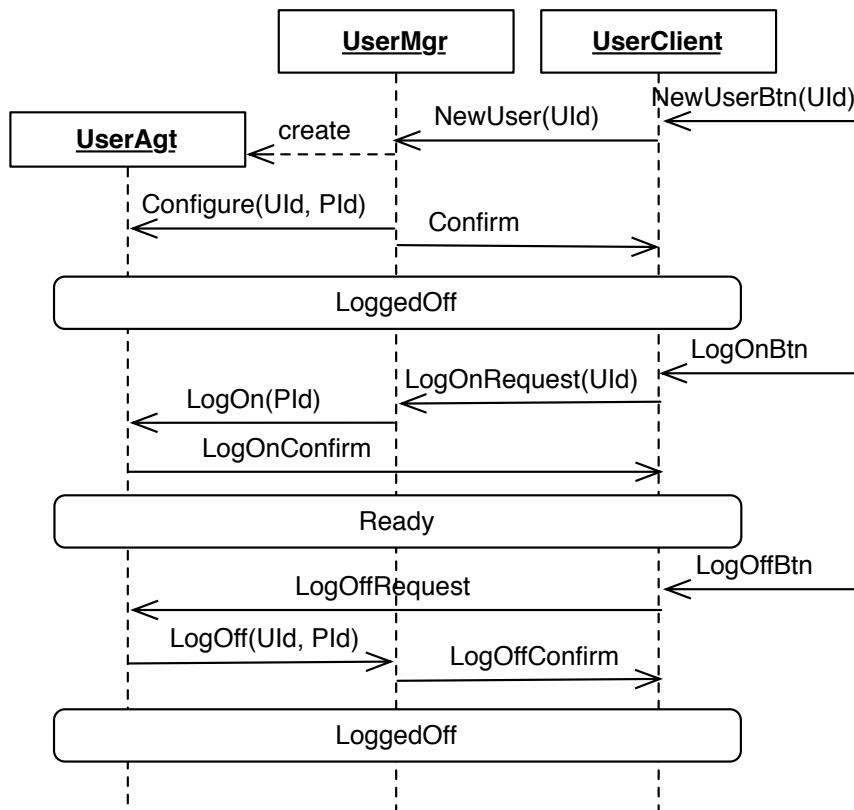 UserMgr
UserClient
NewUserBtn(UId)
NewUser(UId)
create
UserAgt
Configure(UId, PId)
Confirm
LoggedOff
LogOnBtn
LogOnRequest(UId)
LogOn(PId)
LogOnConfirm
Ready
LogOffBtn
LogOffRequest
LogOff(UId, PId)
LogOffConfirm
LoggedOff